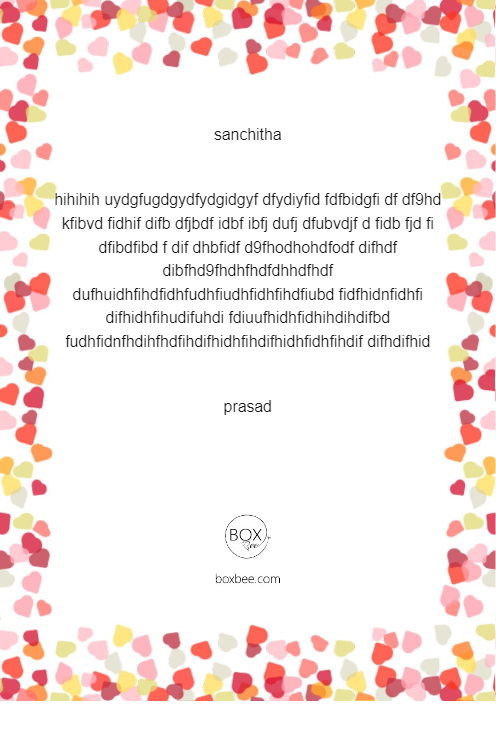 sanchitha
hihihih uydgfugdgydfydgidgyf dfydiyfid fdfbidgfi df df9hd
kfibvd fidhif difb dfjbdf idbf ibfj dufj dfubvdjf d fidb fjd fi
dfibdfibd f dif dhbfidf d9fhodhohdfodf difhdf
dibfhd9fhdhfhdfdhhdfhdf
dufhuidhfihdfidhfudhfiudhfidhfihdfiubd fidfhidnfidhfi
difhidhfihudifuhdi fdiuufhidhfidhihdihdifbd
fudhfidnfhdihfhdfihdifhidhfihdifhidhfidhfihdif difhdifhid
prasad
BOX
Bee
boxbee.com